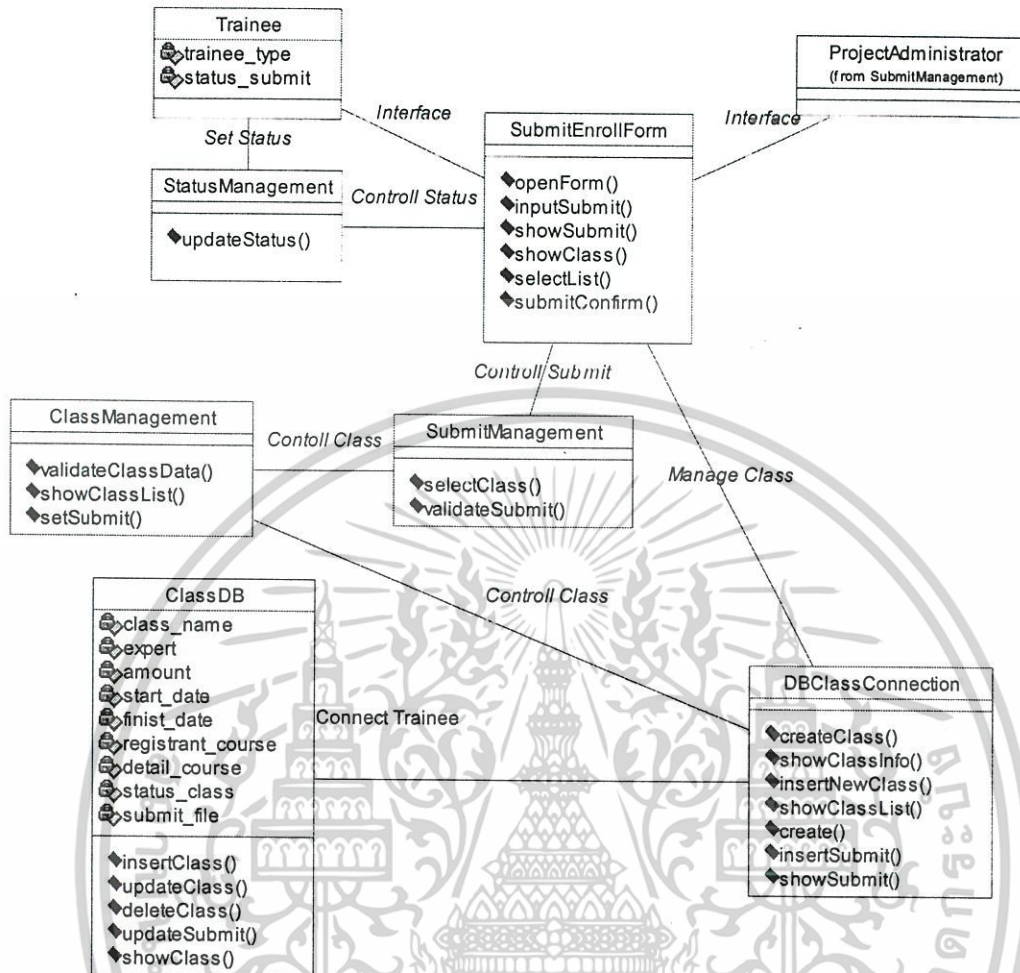 Trainee
trainee_type
status_submit
ProjectAdministrator
(from SubmitManagement)
Interface
Interface
SubmitEnrollForm
openForm()
inputSubmit()
showSubmit()
showClass()
selectList()
submitConfirm()
Set Status
StatusManagement
updateStatus()
Controll Status
Controll Submit
ClassManagement
validateClassData()
showClassList()
setSubmit()
Contoll Class
SubmitManagement
selectClass()
validateSubmit()
Manage Class
Controll Class
ClassDB
class_name
expert
amount
start_date
finist_date
registrant_course
detail_course
status_class
submit_file
insertClass()
updateClass()
deleteClass()
updateSubmit()
showClass()
Connect Trainee
DBClassConnection
createClass()
showClassInfo()
insertNewClass()
showClassList()
create()
insertSubmit()
showSubmit()